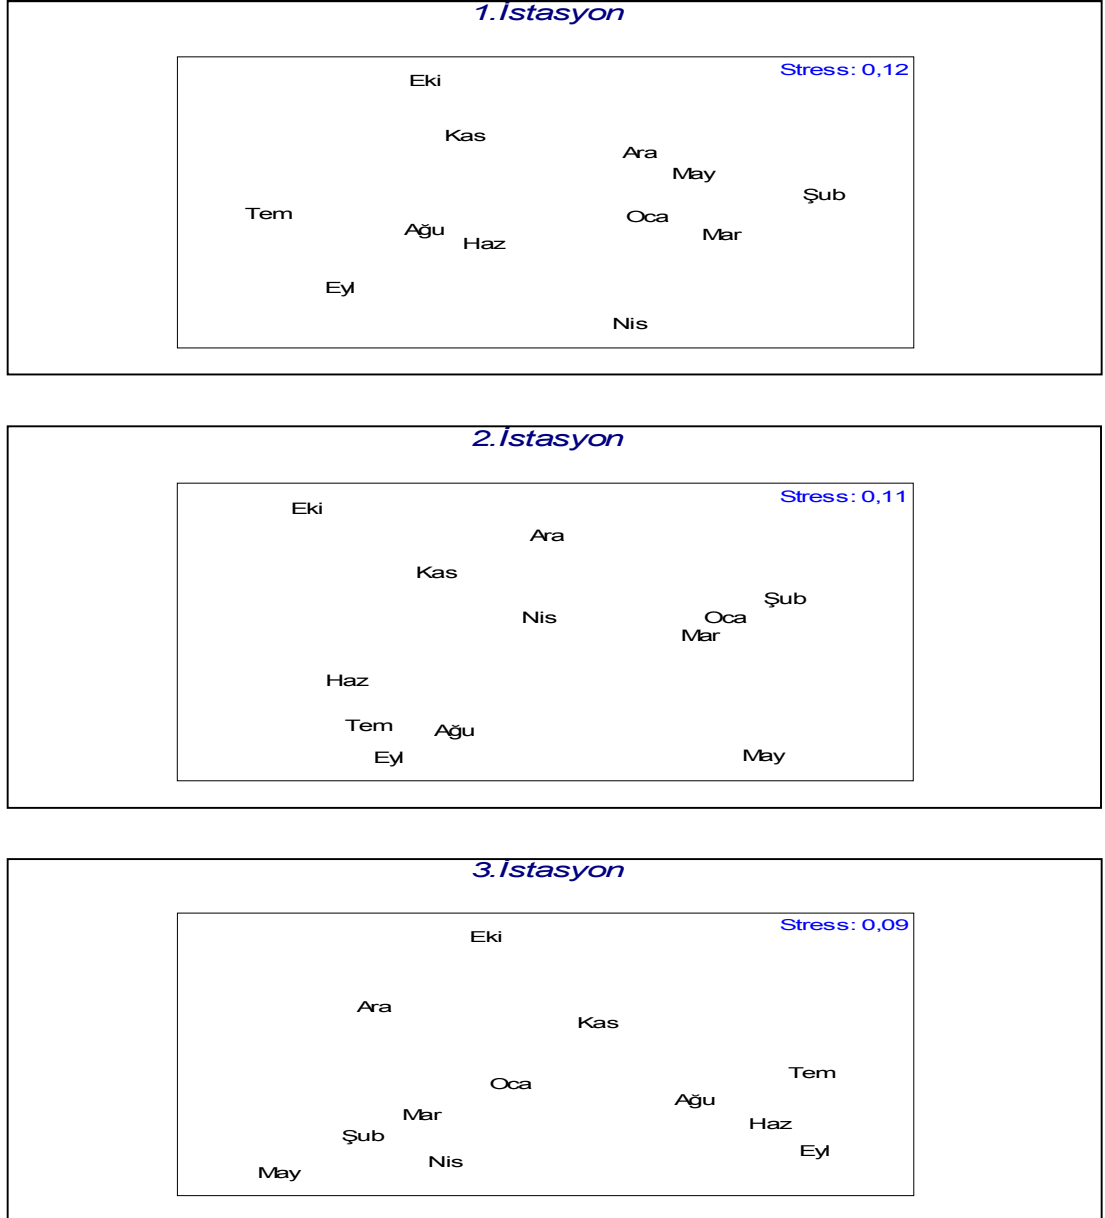 1.İstasyon
Stress: 0,12
Eki
Kas
Ara
May
Şub
Tem
Oca
Ağu
Mar
Haz
Eyl
Nis
2.İstasyon
Stress: 0,11
Eki
Ara
Kas
Şub
Nis
Oca
Mar
Haz
Tem
Ağu
Eyl
May
3.İstasyon
Stress: 0,09
Eki
Ara
Kas
Tem
Oca
Ağu
Mar
Haz
Şub
Eyl
Nis
May